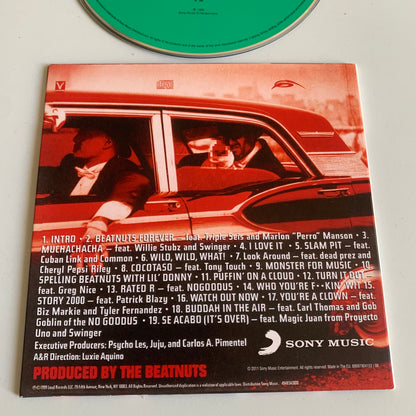 1. INTRO • 2. BEATNUTS FOREVER – feat. Triple Seis and Marlon "Perro" Manson • 3.
MUCHACHACHA – feat. Willie Stubz and Swinger • 4. I LOVE IT • 5. SLAM PIT – feat.
Cuban Link and Common • 6. WILD, WILD, WHAT! • 7. Look Around – feat. dead prez and
Cheryl Pepsi Riley • 8. COCOTASO – feat. Tony Touch • 9. MONSTER FOR MUSIC • 10.
SPELLING BEATNUTS WITH LIL' DONNY • 11. PUFFIN' ON A CLOUD • 12. TURN IT OUT –
feat. Greg Nice • 13. RATED R – feat. NOGOODUS • 14. WHO YOU'RE F••KIN' WIT • 15.
STORY 2000 – feat. Patrick Blazy • 16. WATCH OUT NOW • 17. YOU'RE A CLOWN – feat.
Biz Markie and Tyler Fernandez • 18. BUDDAH IN THE AIR – feat. Carl Thomas and Gob
Goblin of the NO GOODUS • 19. SE ACABO (IT'S OVER) – feat. Magic Juan from Proyecto
Uno and Swinger
Executive Producers: Psycho Les, Juju, and Carlos A. Pimentel
A&R Direction: Luxie Aquino
SONY MUSIC
PRODUCED BY THE BEATNUTS